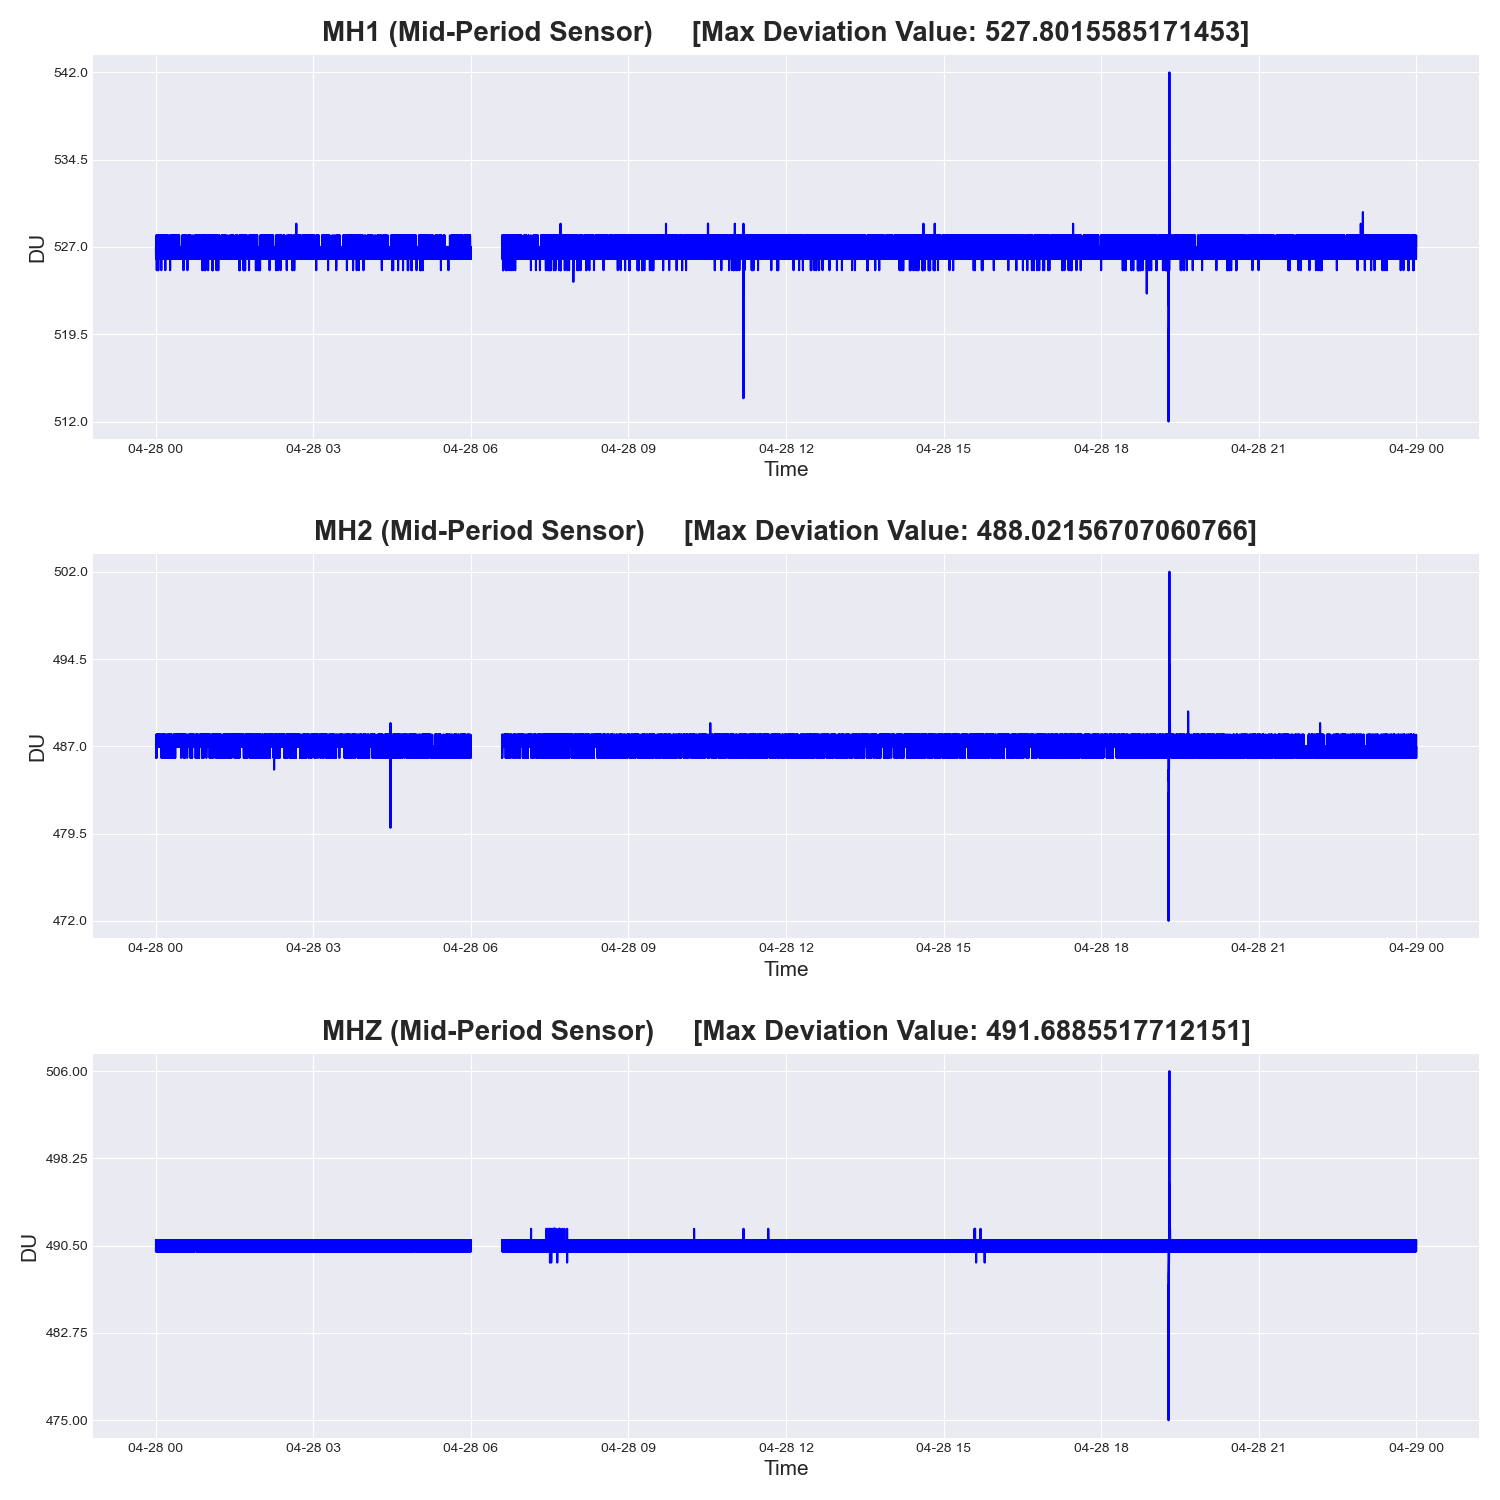 MH1 (Mid-Period Sensor) [Max Deviation Value: 527.8015585171453]
542.0
534.5
527.0
519.5
512.0
DU
04-28 00 04-28 03 04-28 06 04-28 09 04-28 12 04-28 15 04-28 18 04-28 21 04-29 00
Time
MH2 (Mid-Period Sensor) [Max Deviation Value: 488.02156707060766]
502.0
494.5
487.0
479.5
472.0
DU
04-28 00 04-28 03 04-28 06 04-28 09 04-28 12 04-28 15 04-28 18 04-28 21 04-29 00
Time
MHZ (Mid-Period Sensor) [Max Deviation Value: 491.6885517712151]
506.00
498.25
490.50
482.75
475.00
DU
04-28 00 04-28 03 04-28 06 04-28 09 04-28 12 04-28 15 04-28 18 04-28 21 04-29 00
Time